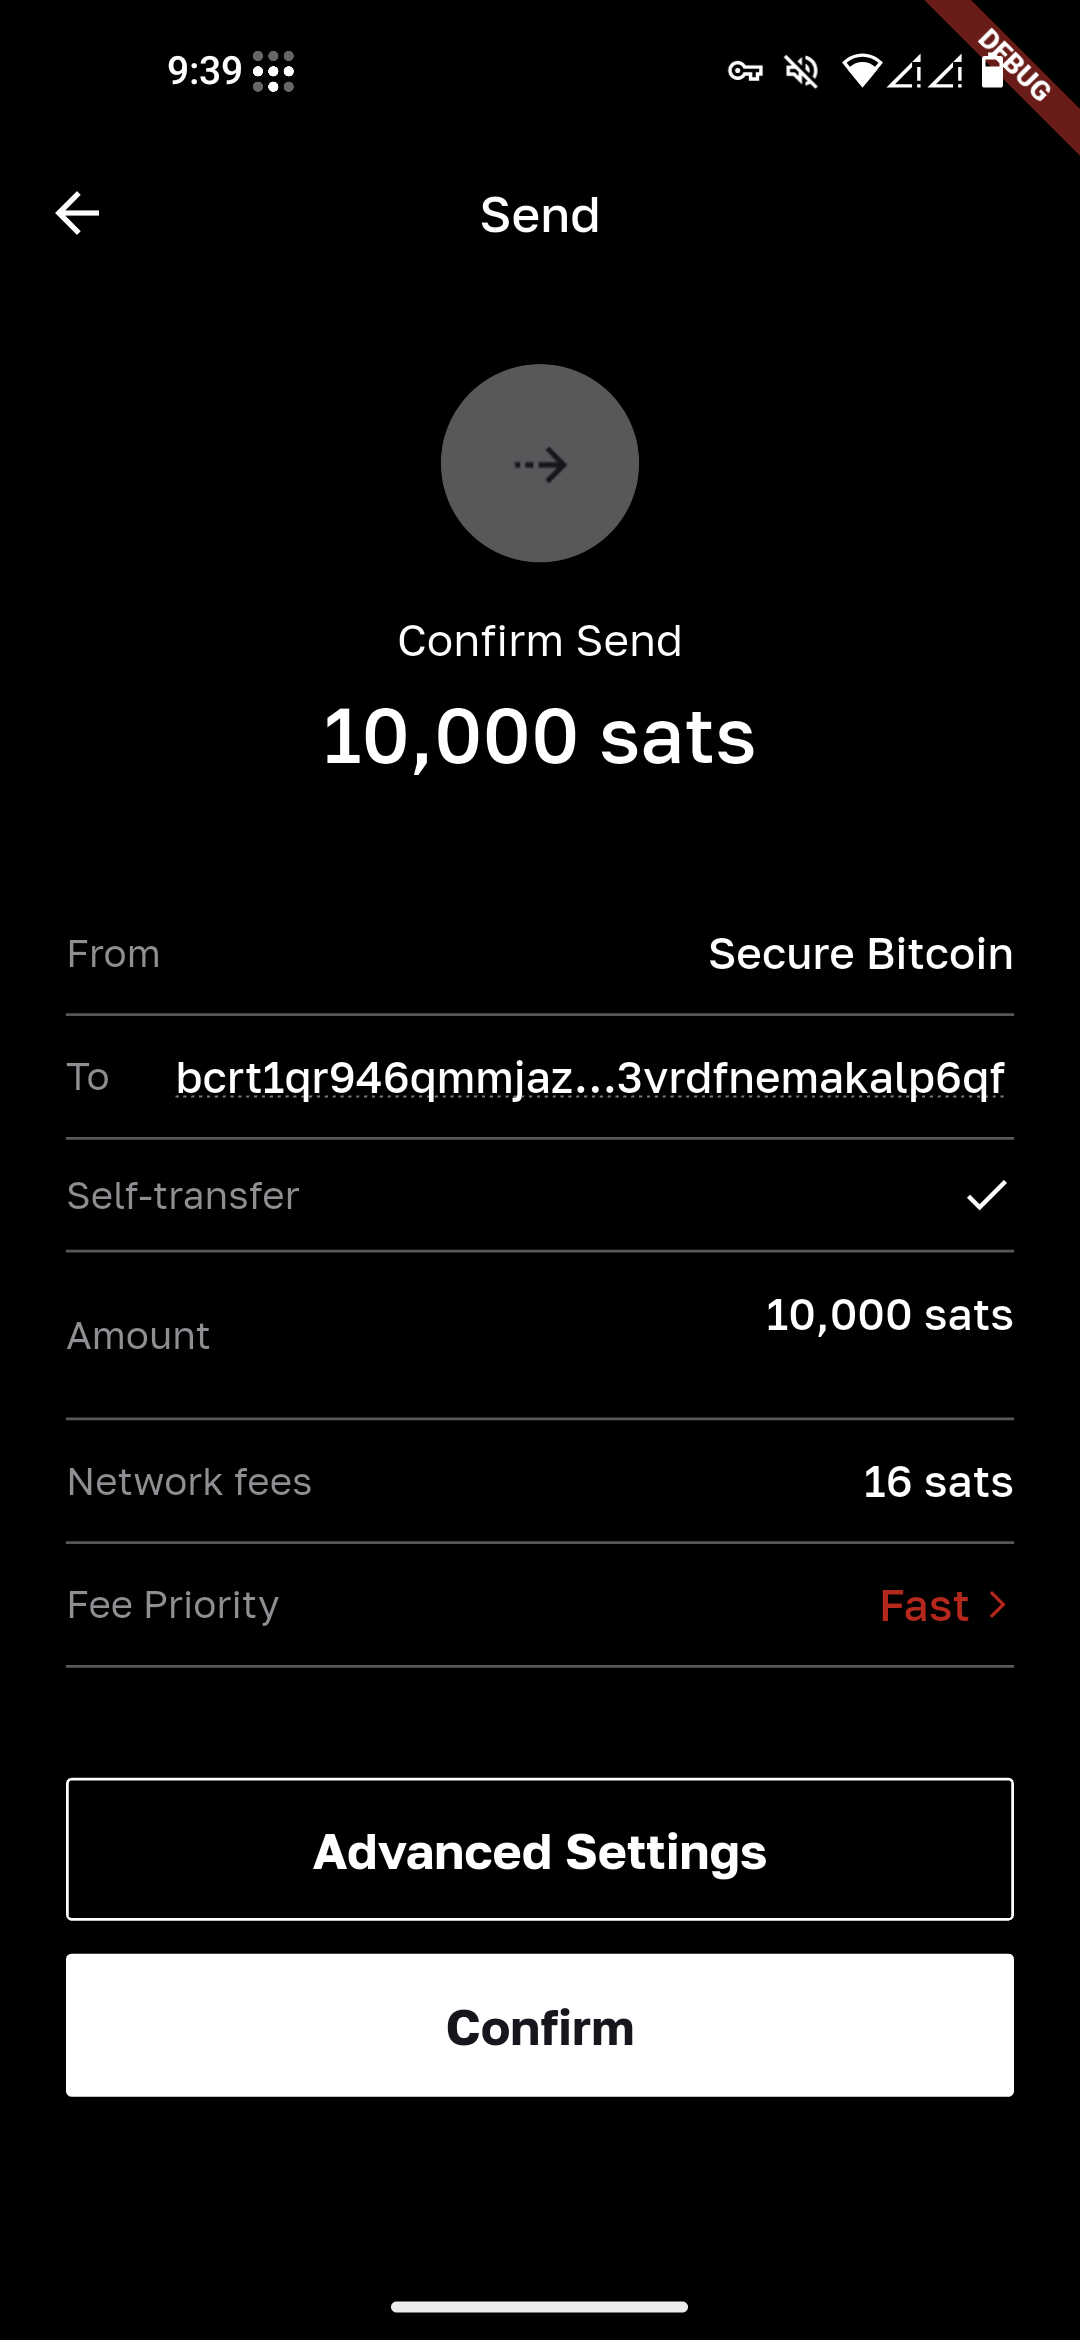 9:39
DEBUG
Send
Confirm Send
10,000 sats
From Secure Bitcoin
To bcrt1qr946qmmjaz...3vrdfnemakalp6qf
Self-transfer
Amount 10,000 sats
Network fees 16 sats
Fee Priority Fast
Advanced Settings
Confirm